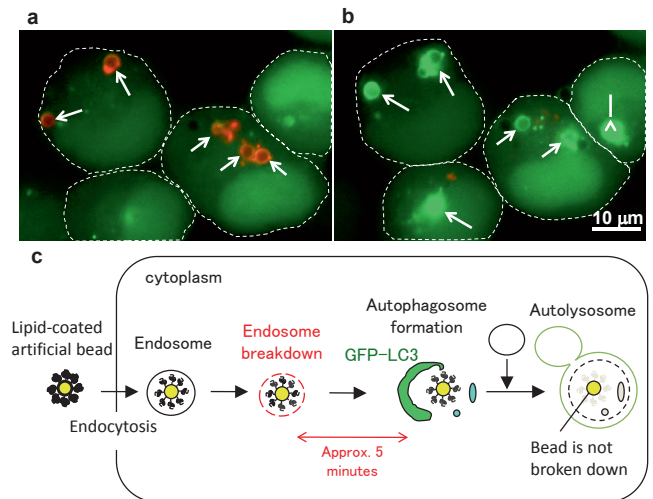 a
b
10 μm
c
cytoplasm
Lipid-coated
artificial bead
Endocytosis
Endosome
Endosome
breakdown
Approx. 5
minutes
Autophagosome
formation
GFP-LC3
Autolysosome
Bead is not
broken down